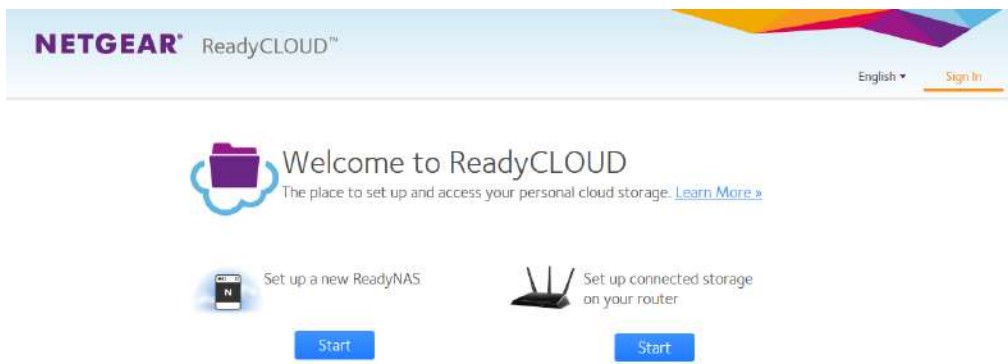 NETGEAR® ReadyCLOUD™
English ▾ Sign In
Welcome to ReadyCLOUD
The place to set up and access your personal cloud storage. Learn More »
Set up a new ReadyNAS
Set up connected storage
on your router
N
Start
Start